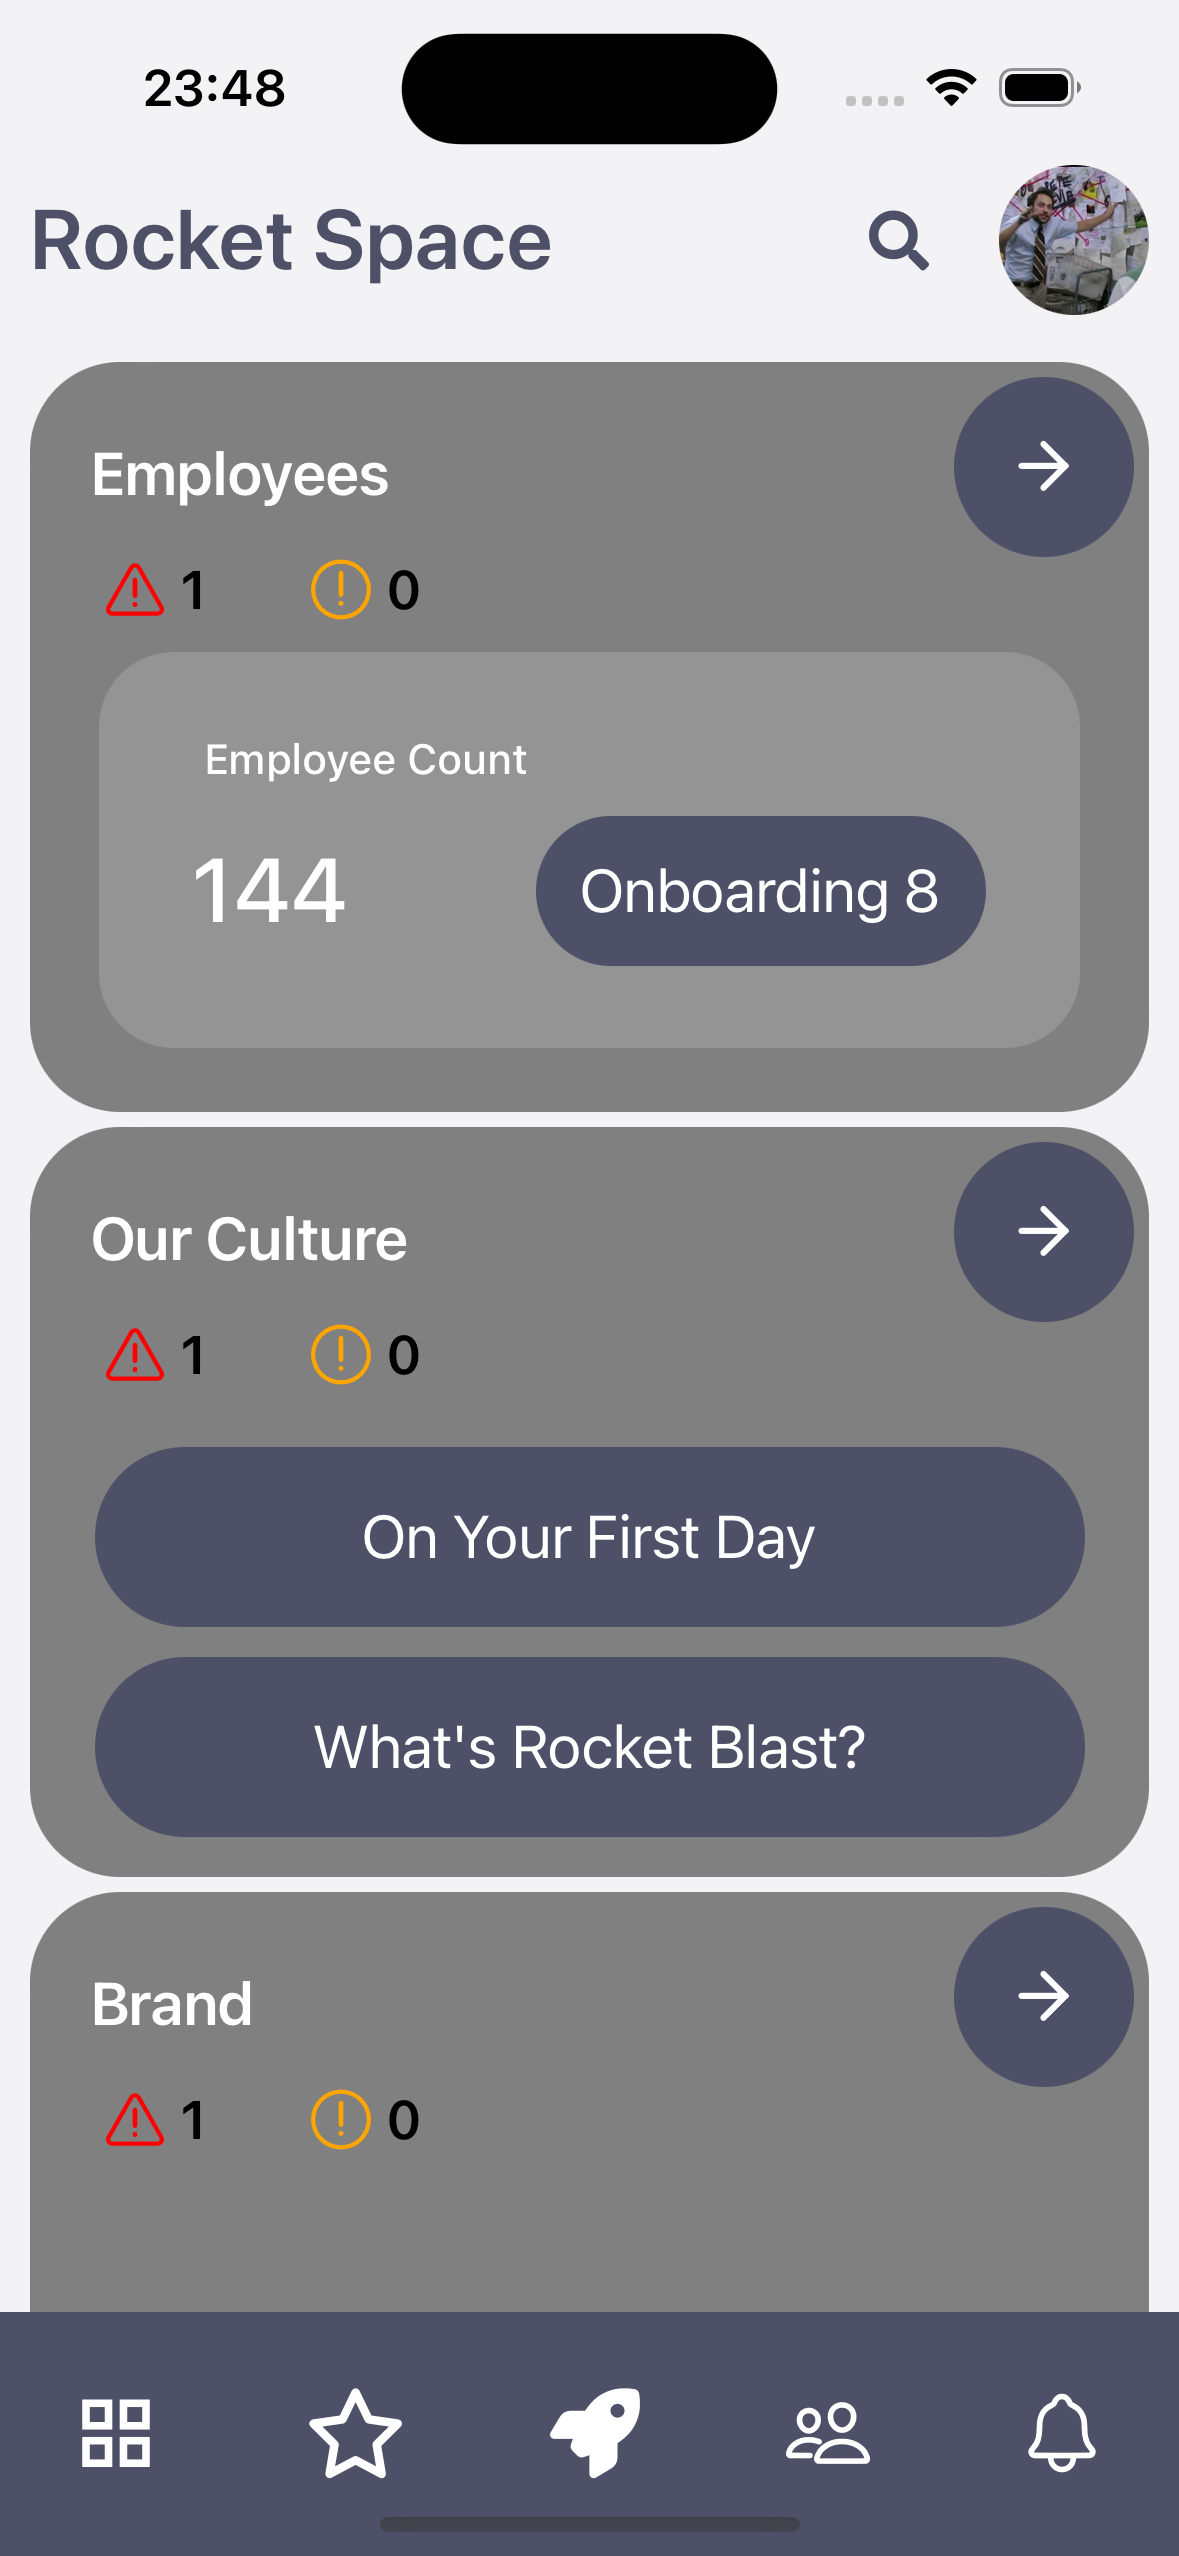 23:48
Rocket Space
Employees
1 0
Employee Count
144 Onboarding 8
Our Culture
1 0
On Your First Day
What's Rocket Blast?
Brand
1 0